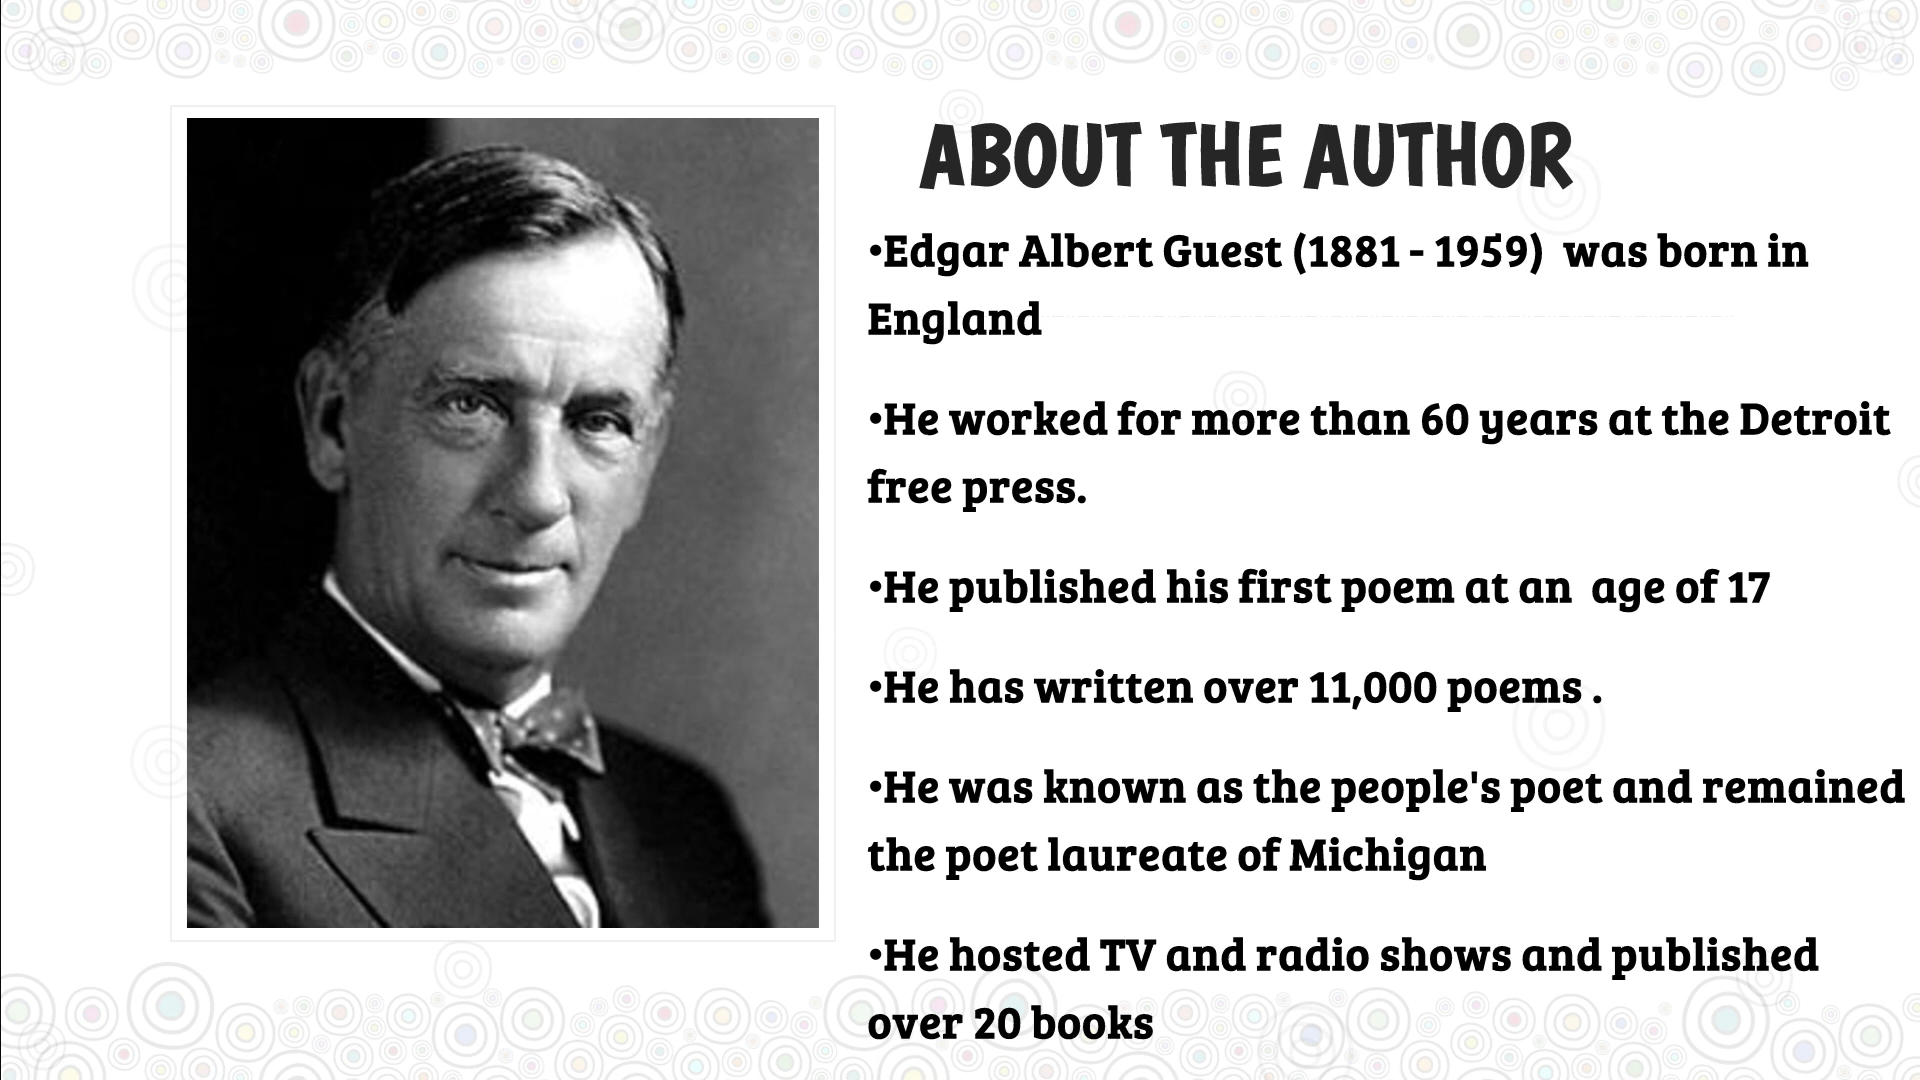 ABOUT THE AUTHOR
•Edgar Albert Guest (1881 - 1959)  was born in
England
•He worked for more than 60 years at the Detroit
free press.
•He published his first poem at an  age of 17
•He has written over 11,000 poems .
•He was known as the people's poet and remained
the poet laureate of Michigan
•He hosted TV and radio shows and published
over 20 books